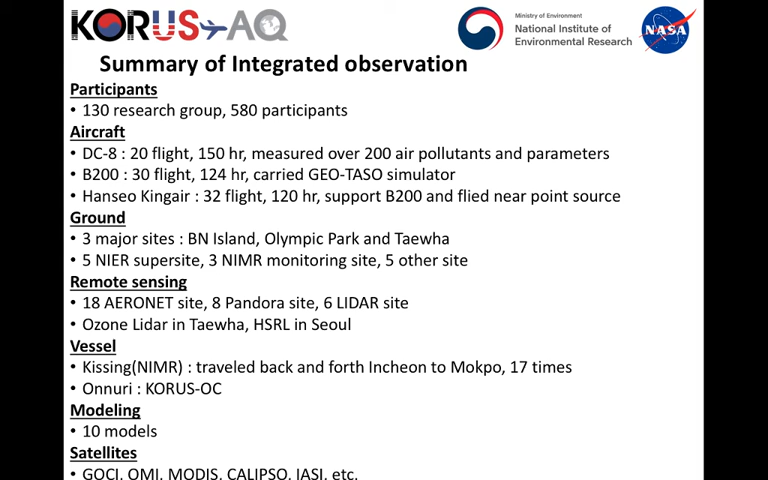 KORUS-AQ
Ministry of Environment
National Institute of
Environmental Research
NASA
Summary of Integrated observation
Participants
• 130 research group, 580 participants
Aircraft
• DC-8 : 20 flight, 150 hr, measured over 200 air pollutants and parameters
• B200 : 30 flight, 124 hr, carried GEO-TASO simulator
• Hanseo Kingair : 32 flight, 120 hr, support B200 and flied near point source
Ground
• 3 major sites : BN Island, Olympic Park and Taewha
• 5 NIER supersite, 3 NIMR monitoring site, 5 other site
Remote sensing
• 18 AERONET site, 8 Pandora site, 6 LIDAR site
• Ozone Lidar in Taewha, HSRL in Seoul
Vessel
• Kissing(NIMR) : traveled back and forth Incheon to Mokpo, 17 times
• Onnuri : KORUS-OC
Modeling
• 10 models
Satellites
• GOCI, OMI, MODIS, CALIPSO, IASI, etc.